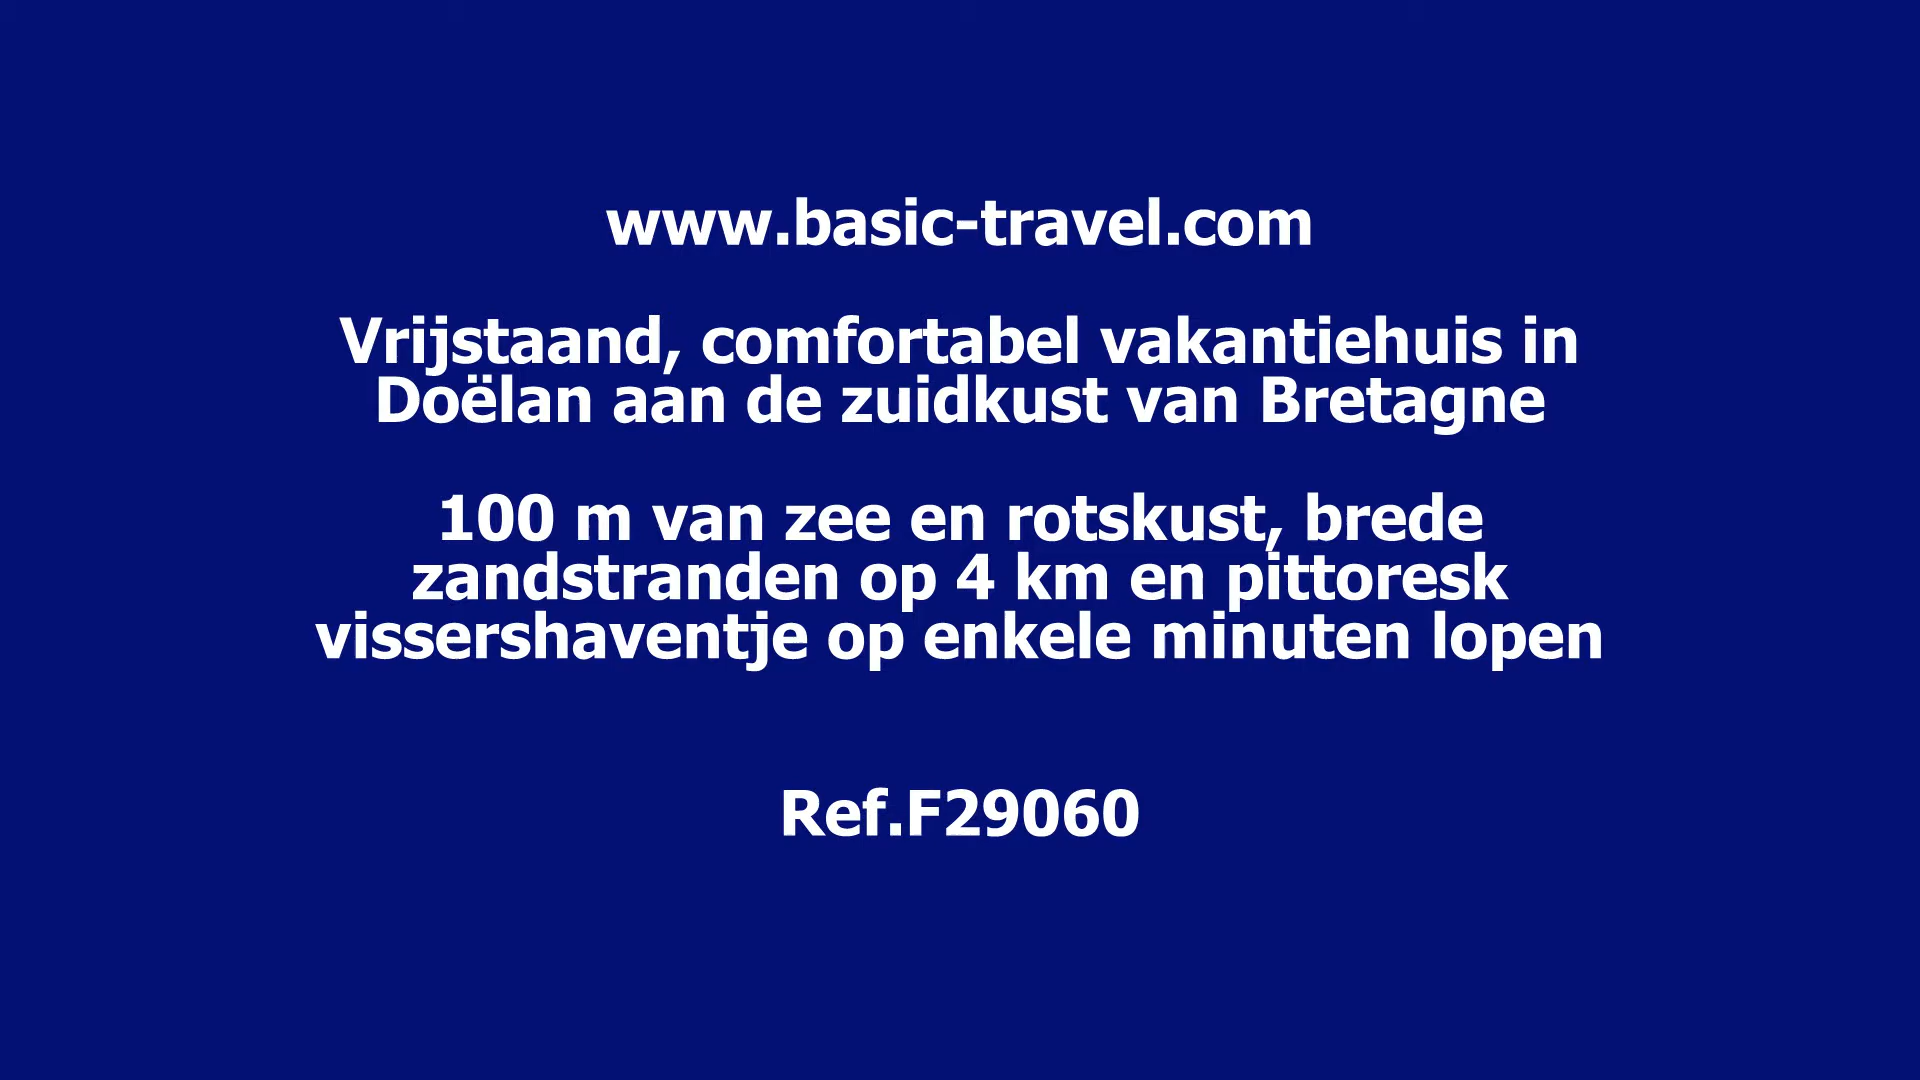 www.basic-travel.com
Vrijstaand, comfortabel vakantiehuis in
Doëlan aan de zuidkust van Bretagne
100 m van zee en rotskust, brede
zandstranden op 4 km en pittoresk
vissershaventje op enkele minuten lopen
Ref.F29060